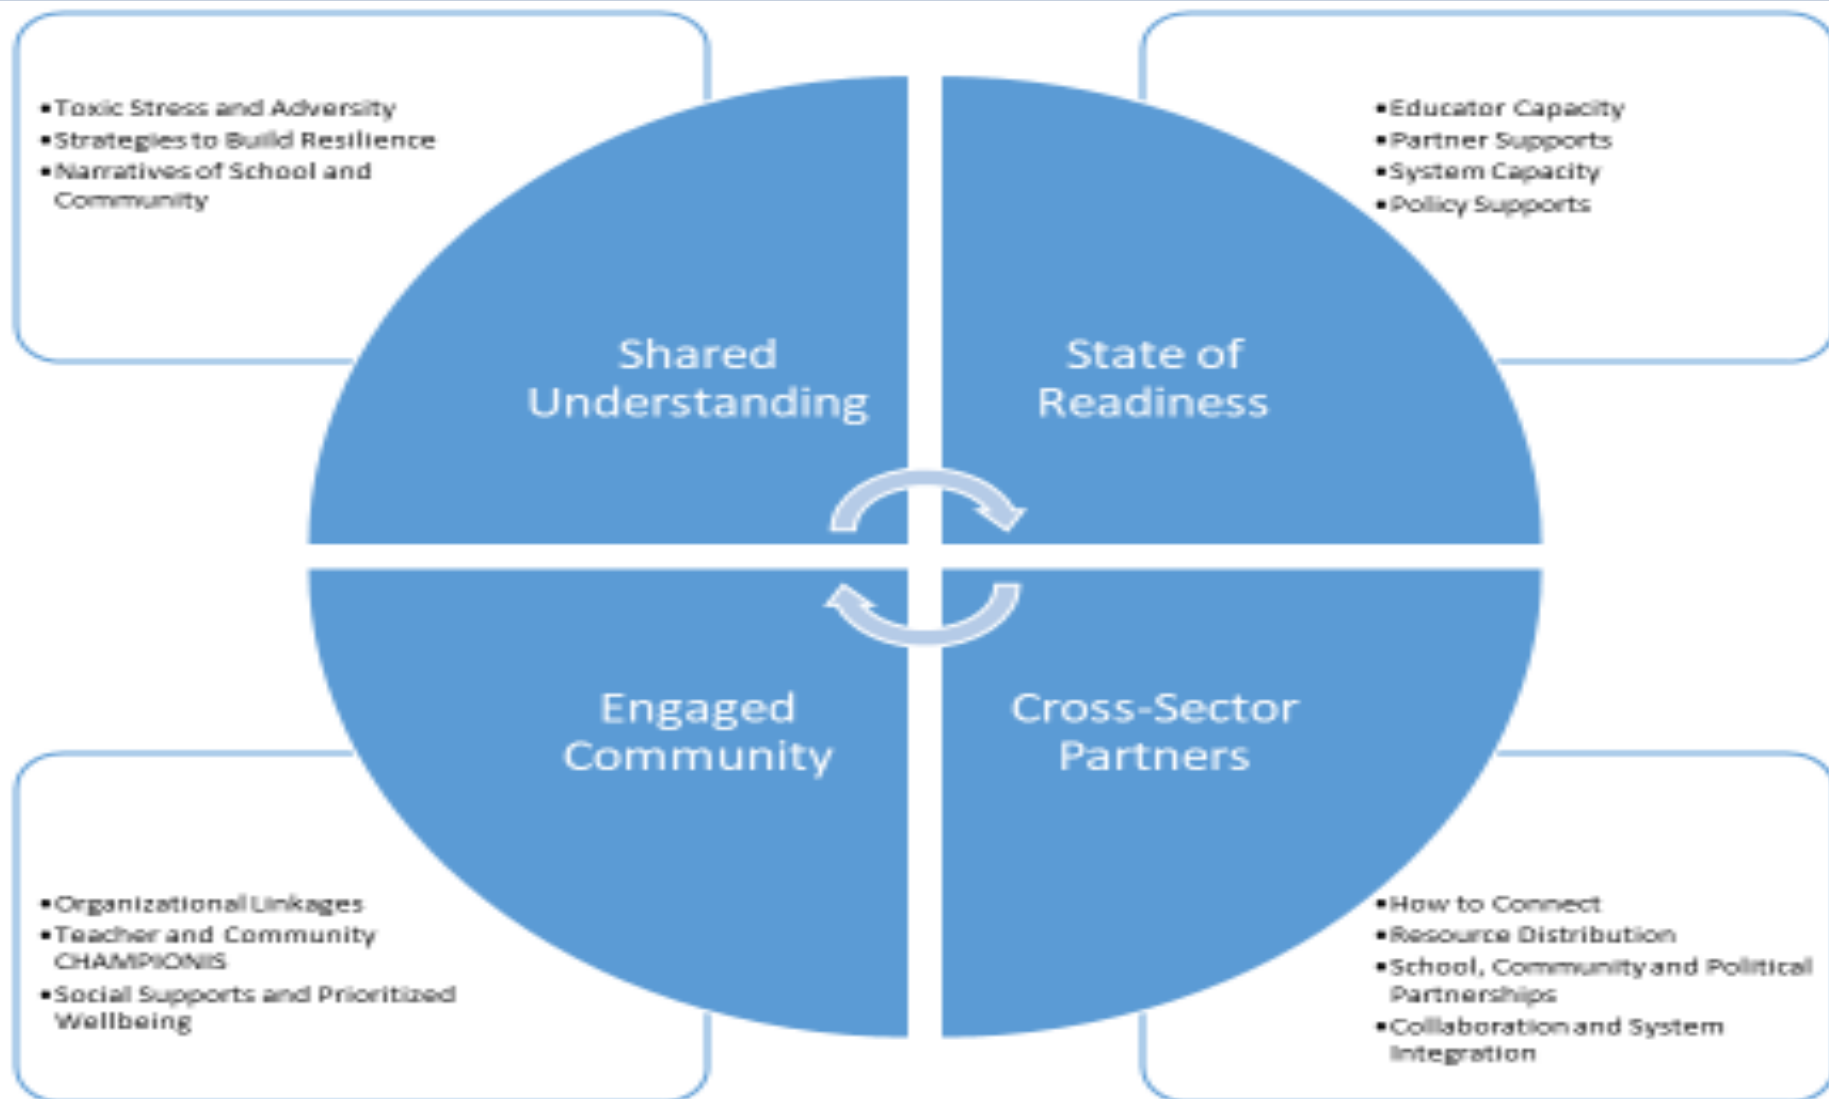 •Toxic Stress and Adversity
•Strategies to Build Resilience
•Narratives of School and
Community
•Educator Capacity
•Partner Supports
•System Capacity
•Policy Supports
Shared
Understanding
State of
Readiness
Engaged
Community
Cross-Sector
Partners
•Organizational Linkages
•Teacher and Community
CHAMPIONIS
•Social Supports and Prioritized
Wellbeing
•How to Connect
•Resource Distribution
•School, Community and Political
Partnerships
•Collaboration and System
Integration